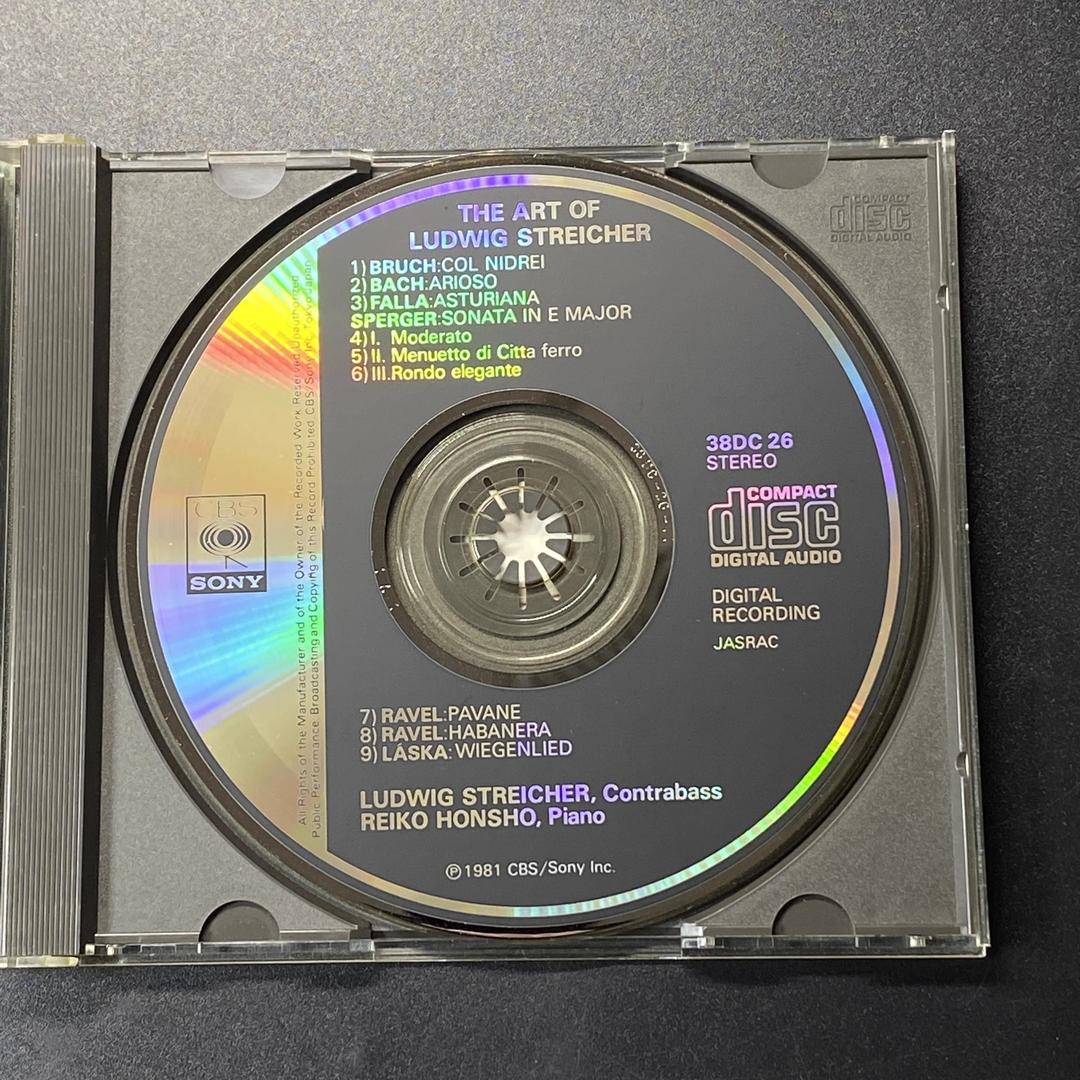 THE ART OF
LUDWIG STREICHER
1) BRUCH:COL NIDREI
2) BACH:ARIOSO
3) FALLA:ASTURIANA
SPERGER:SONATA IN E MAJOR
4) I. Moderato
5) II. Menuetto di Citta ferro
6) III.Rondo elegante
38DC 26
STEREO
COMPACT
disc
DIGITAL AUDIO
DIGITAL
RECORDING
JASRAC
CBS
SONY
All Rights of the Manufacturer and of the Owner of the Recorded Work Reserved Unauthorized
Public Performance Broadcasting and Copying of this Record Prohibited CBS/Sony Inc. Tokyo Japan
7) RAVEL:PAVANE
8) RAVEL:HABANERA
9) LÁSKA:WIEGENLIED
LUDWIG STREICHER, Contrabass
REIKO HONSHO, Piano
Ⓟ1981 CBS/Sony Inc.
COMPACT
disc
DIGITAL AUDIO